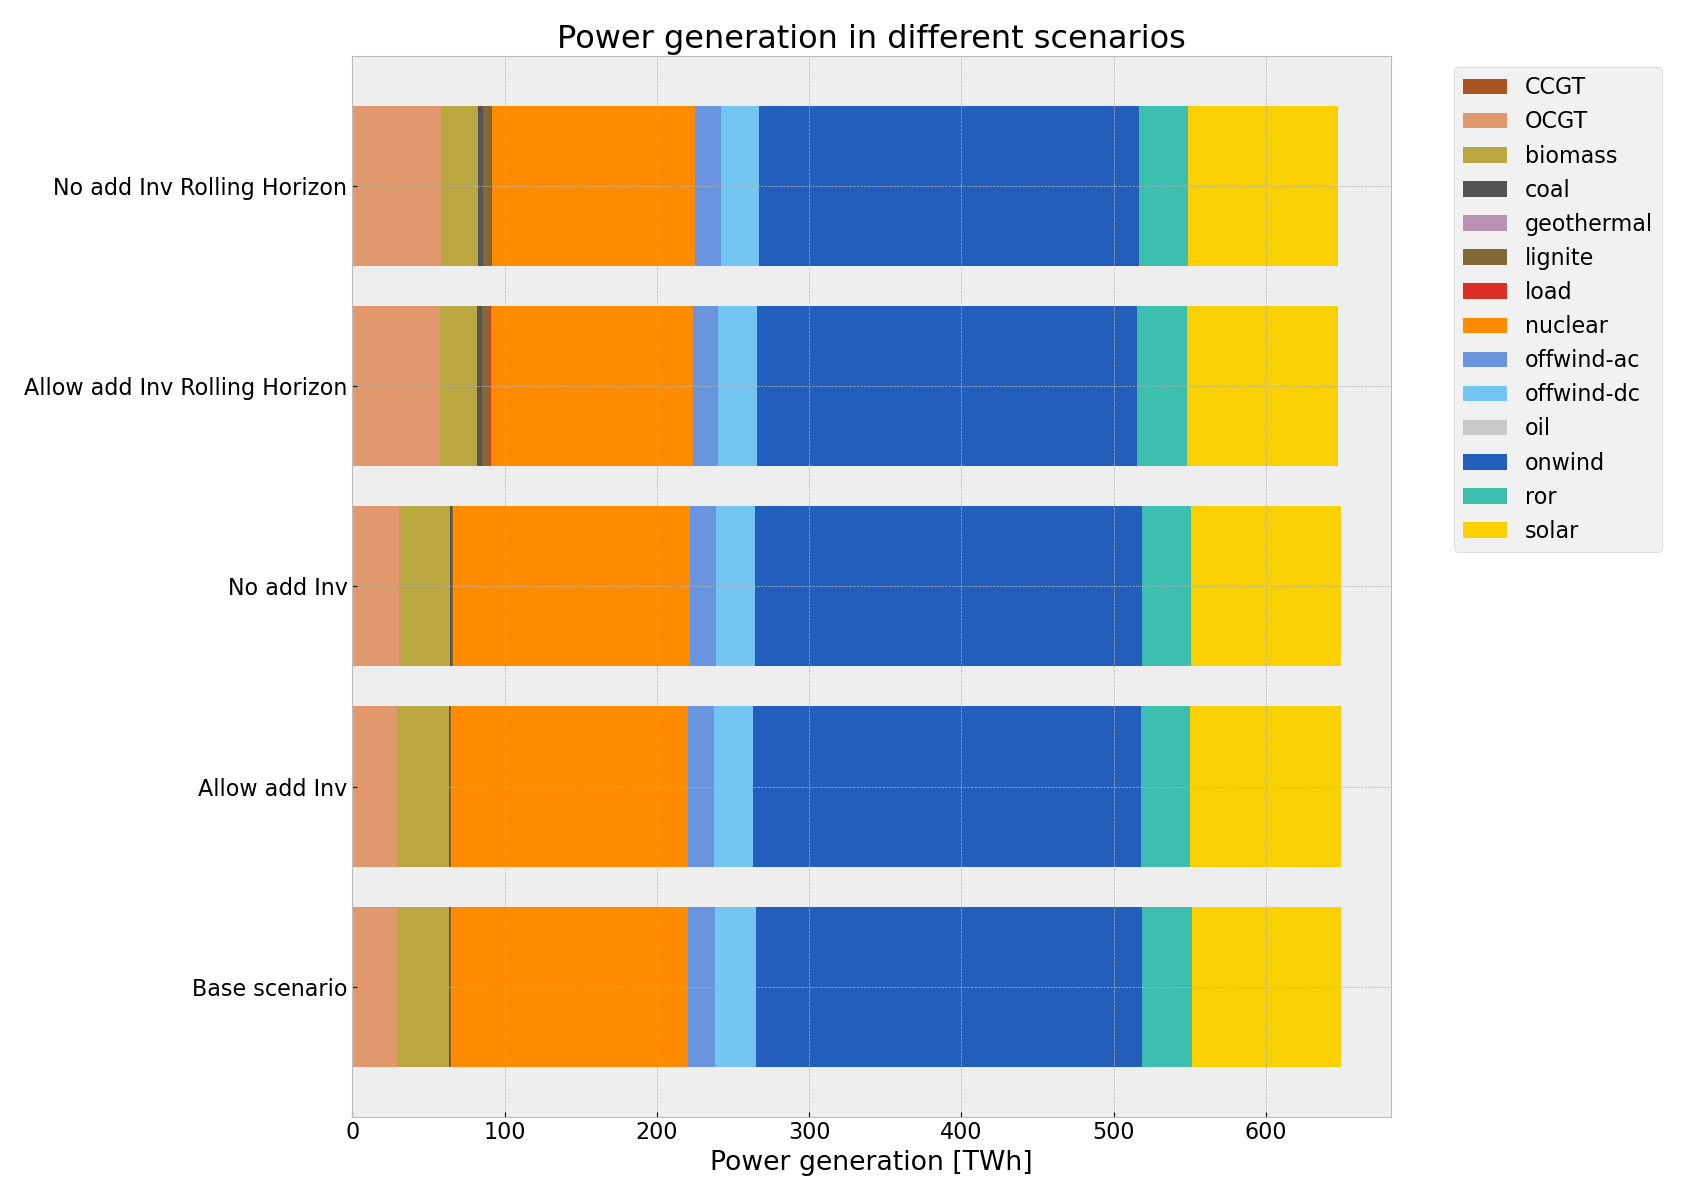 Power generation in different scenarios
No add Inv Rolling Horizon
Allow add Inv Rolling Horizon
No add Inv
Allow add Inv
Base scenario
0 100 200 300 400 500 600
Power generation [TWh]
CCGT
OCGT
biomass
coal
geothermal
lignite
load
nuclear
offwind-ac
offwind-dc
oil
onwind
ror
solar